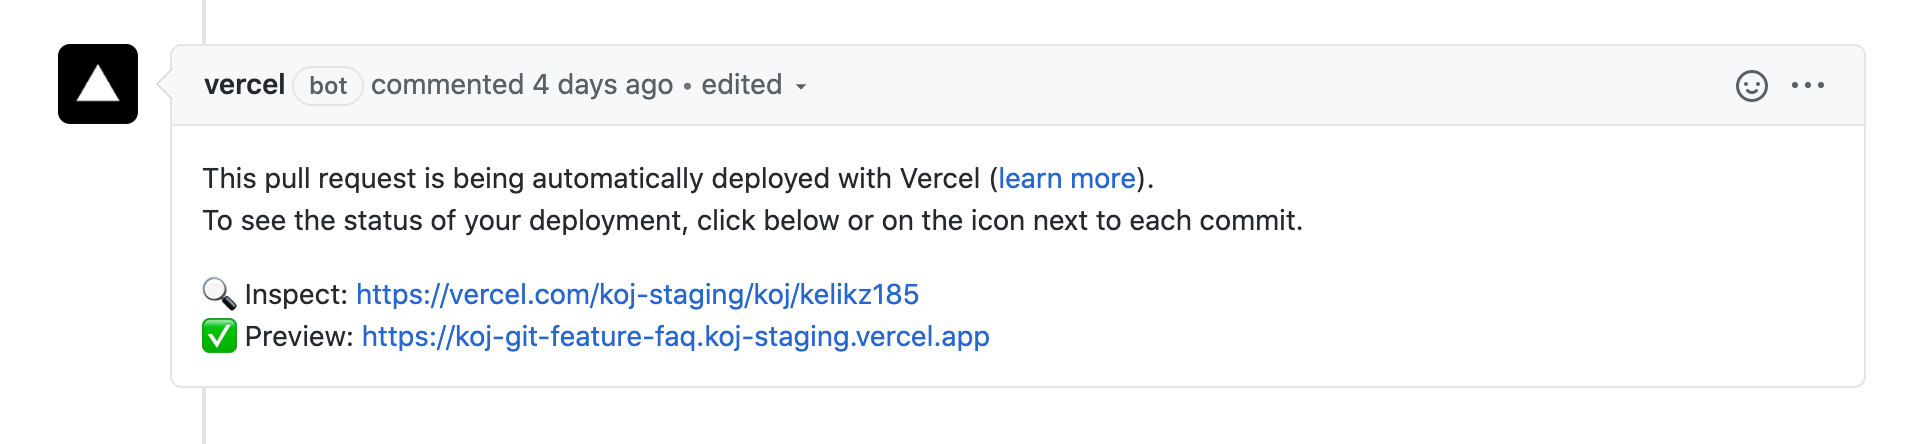 vercel bot commented 4 days ago • edited
This pull request is being automatically deployed with Vercel (learn more).
To see the status of your deployment, click below or on the icon next to each commit.
🔍 Inspect: https://vercel.com/koj-staging/koj/kelikz185
✅ Preview: https://koj-git-feature-faq.koj-staging.vercel.app